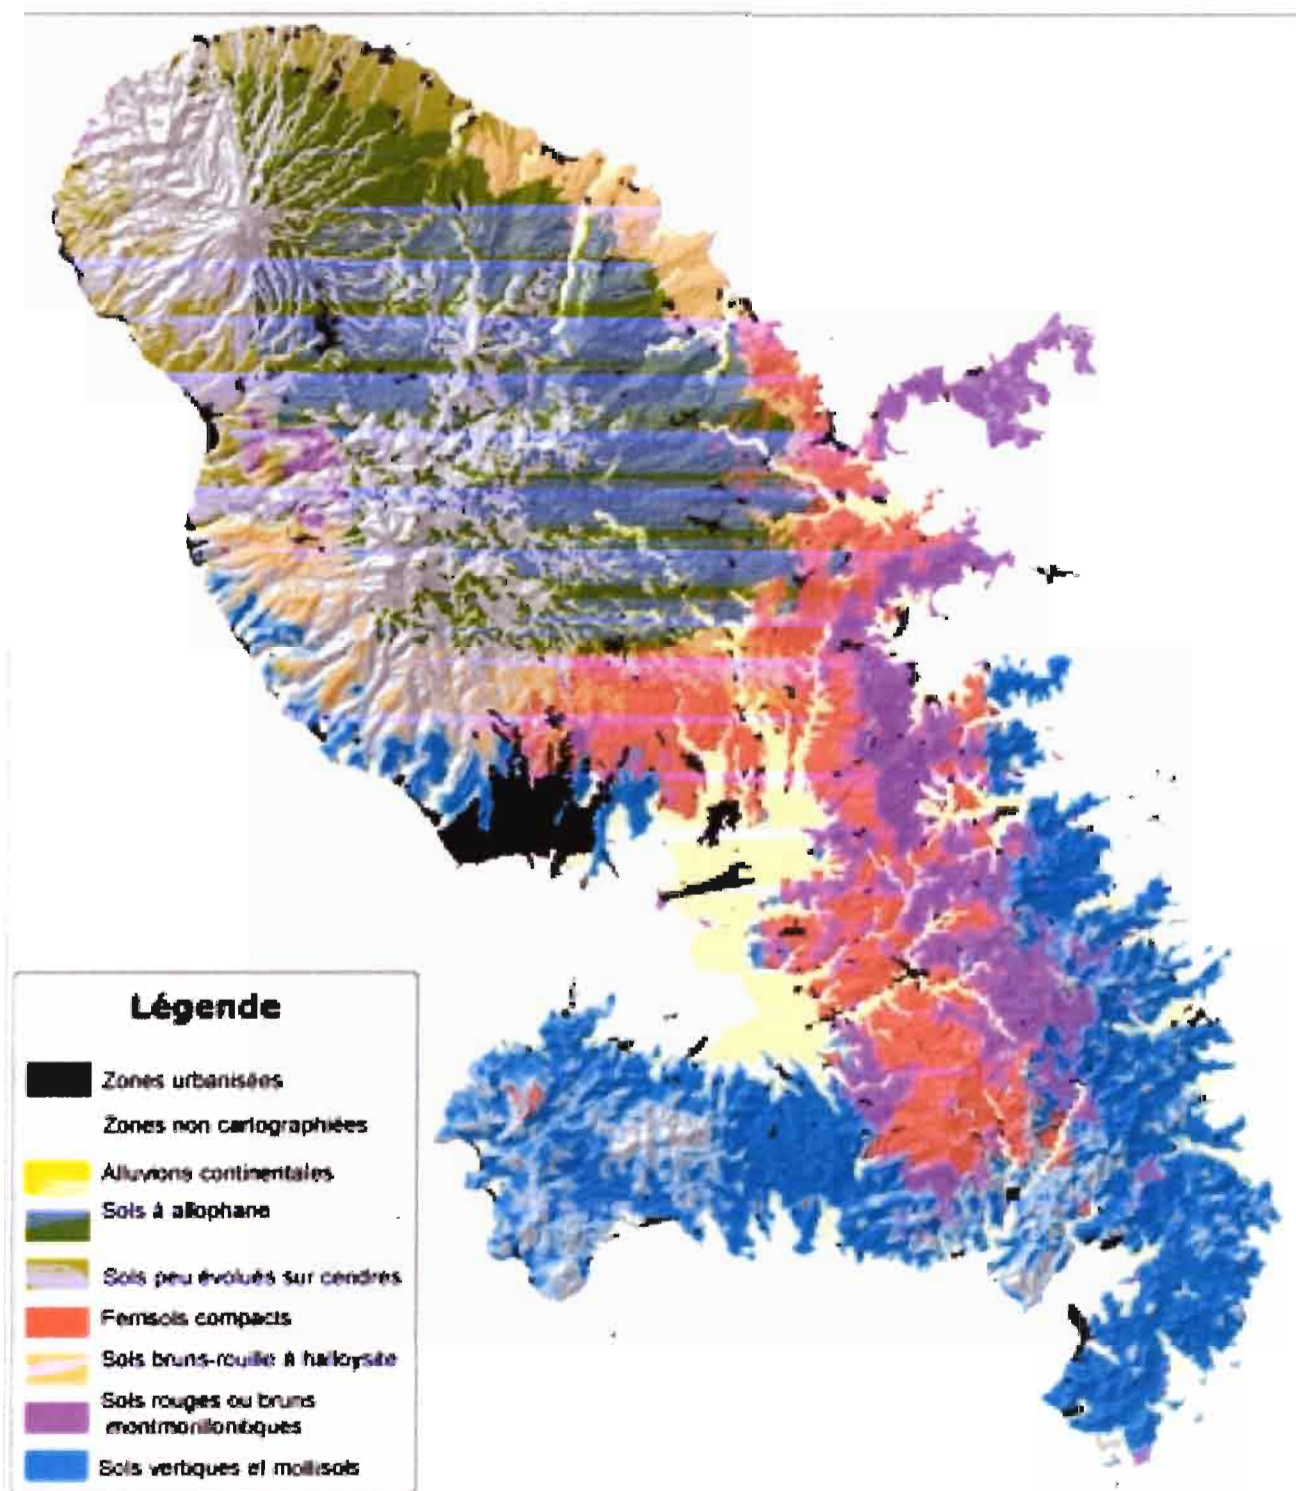 Légende
Zones urbanisées
Zones non cartographiées
Alluvions continentales
Sols à allophane
Sols peu évolués sur cendres
Ferrisols compacts
Sols bruns-rouille à halloysite
Sols rouges ou bruns
montmorillonitiques
Sols vertiques et mollisols